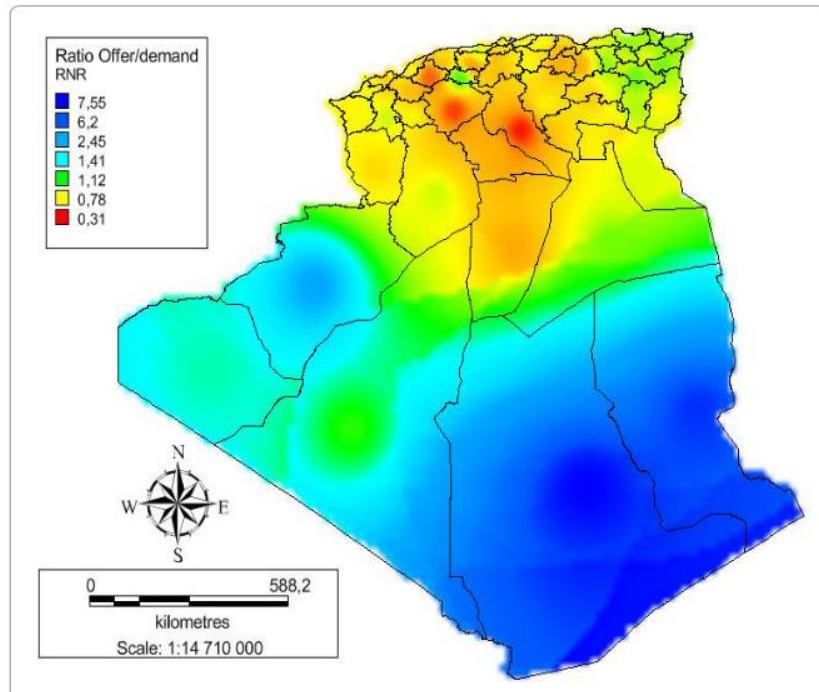 Ratio Offer/demand
RNR
7,55
6,2
2,45
1,41
1,12
0,78
0,31
N
W E
S
0 588,2
kilometres
Scale: 1:14 710 000